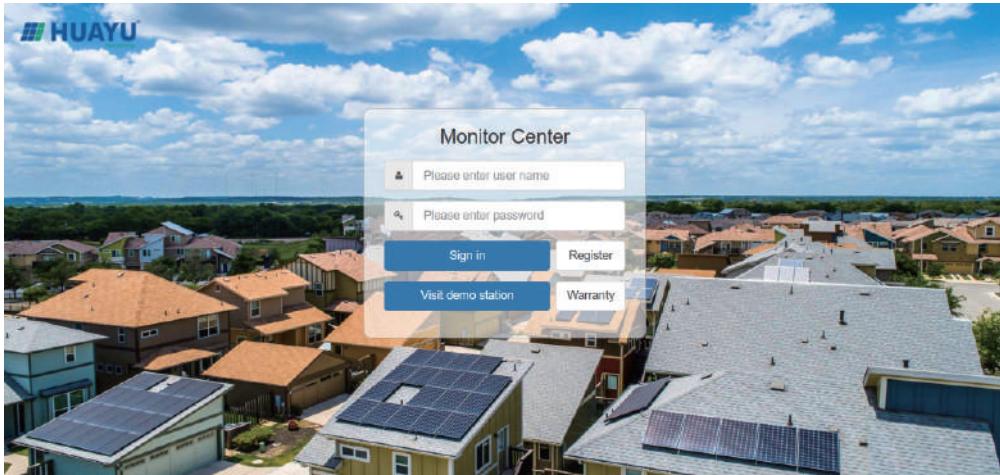 HUAYU
Monitor Center
Please enter user name
Please enter password
Sign in
Register
Visit demo station
Warranty